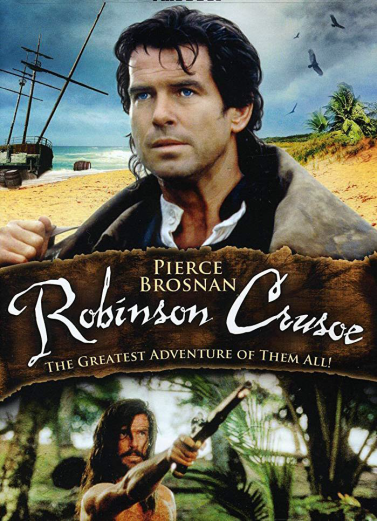 PIERCE
BROSNAN
Robinson Crusoe
THE GREATEST ADVENTURE OF THEM ALL!